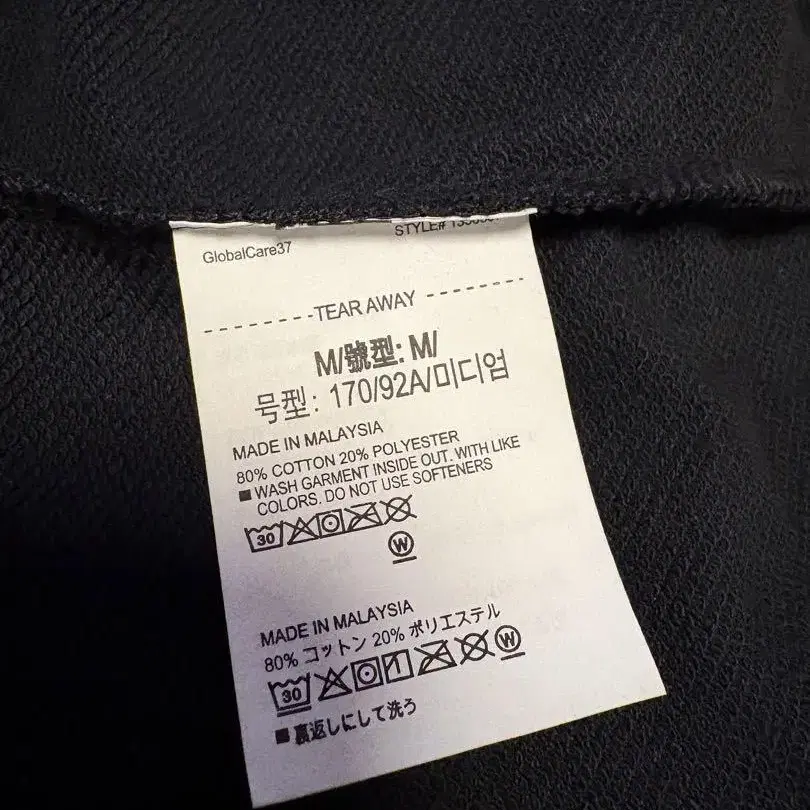 GlobalCare37
STYLE#
TEAR AWAY
M/號型: M/
号型: 170/92A/미디엄
MADE IN MALAYSIA
80% COTTON 20% POLYESTER
■ WASH GARMENT INSIDE OUT. WITH LIKE
COLORS. DO NOT USE SOFTENERS
30
W
MADE IN MALAYSIA
80% コットン 20% ポリエステル
30 W
■ 裏返しにして洗う